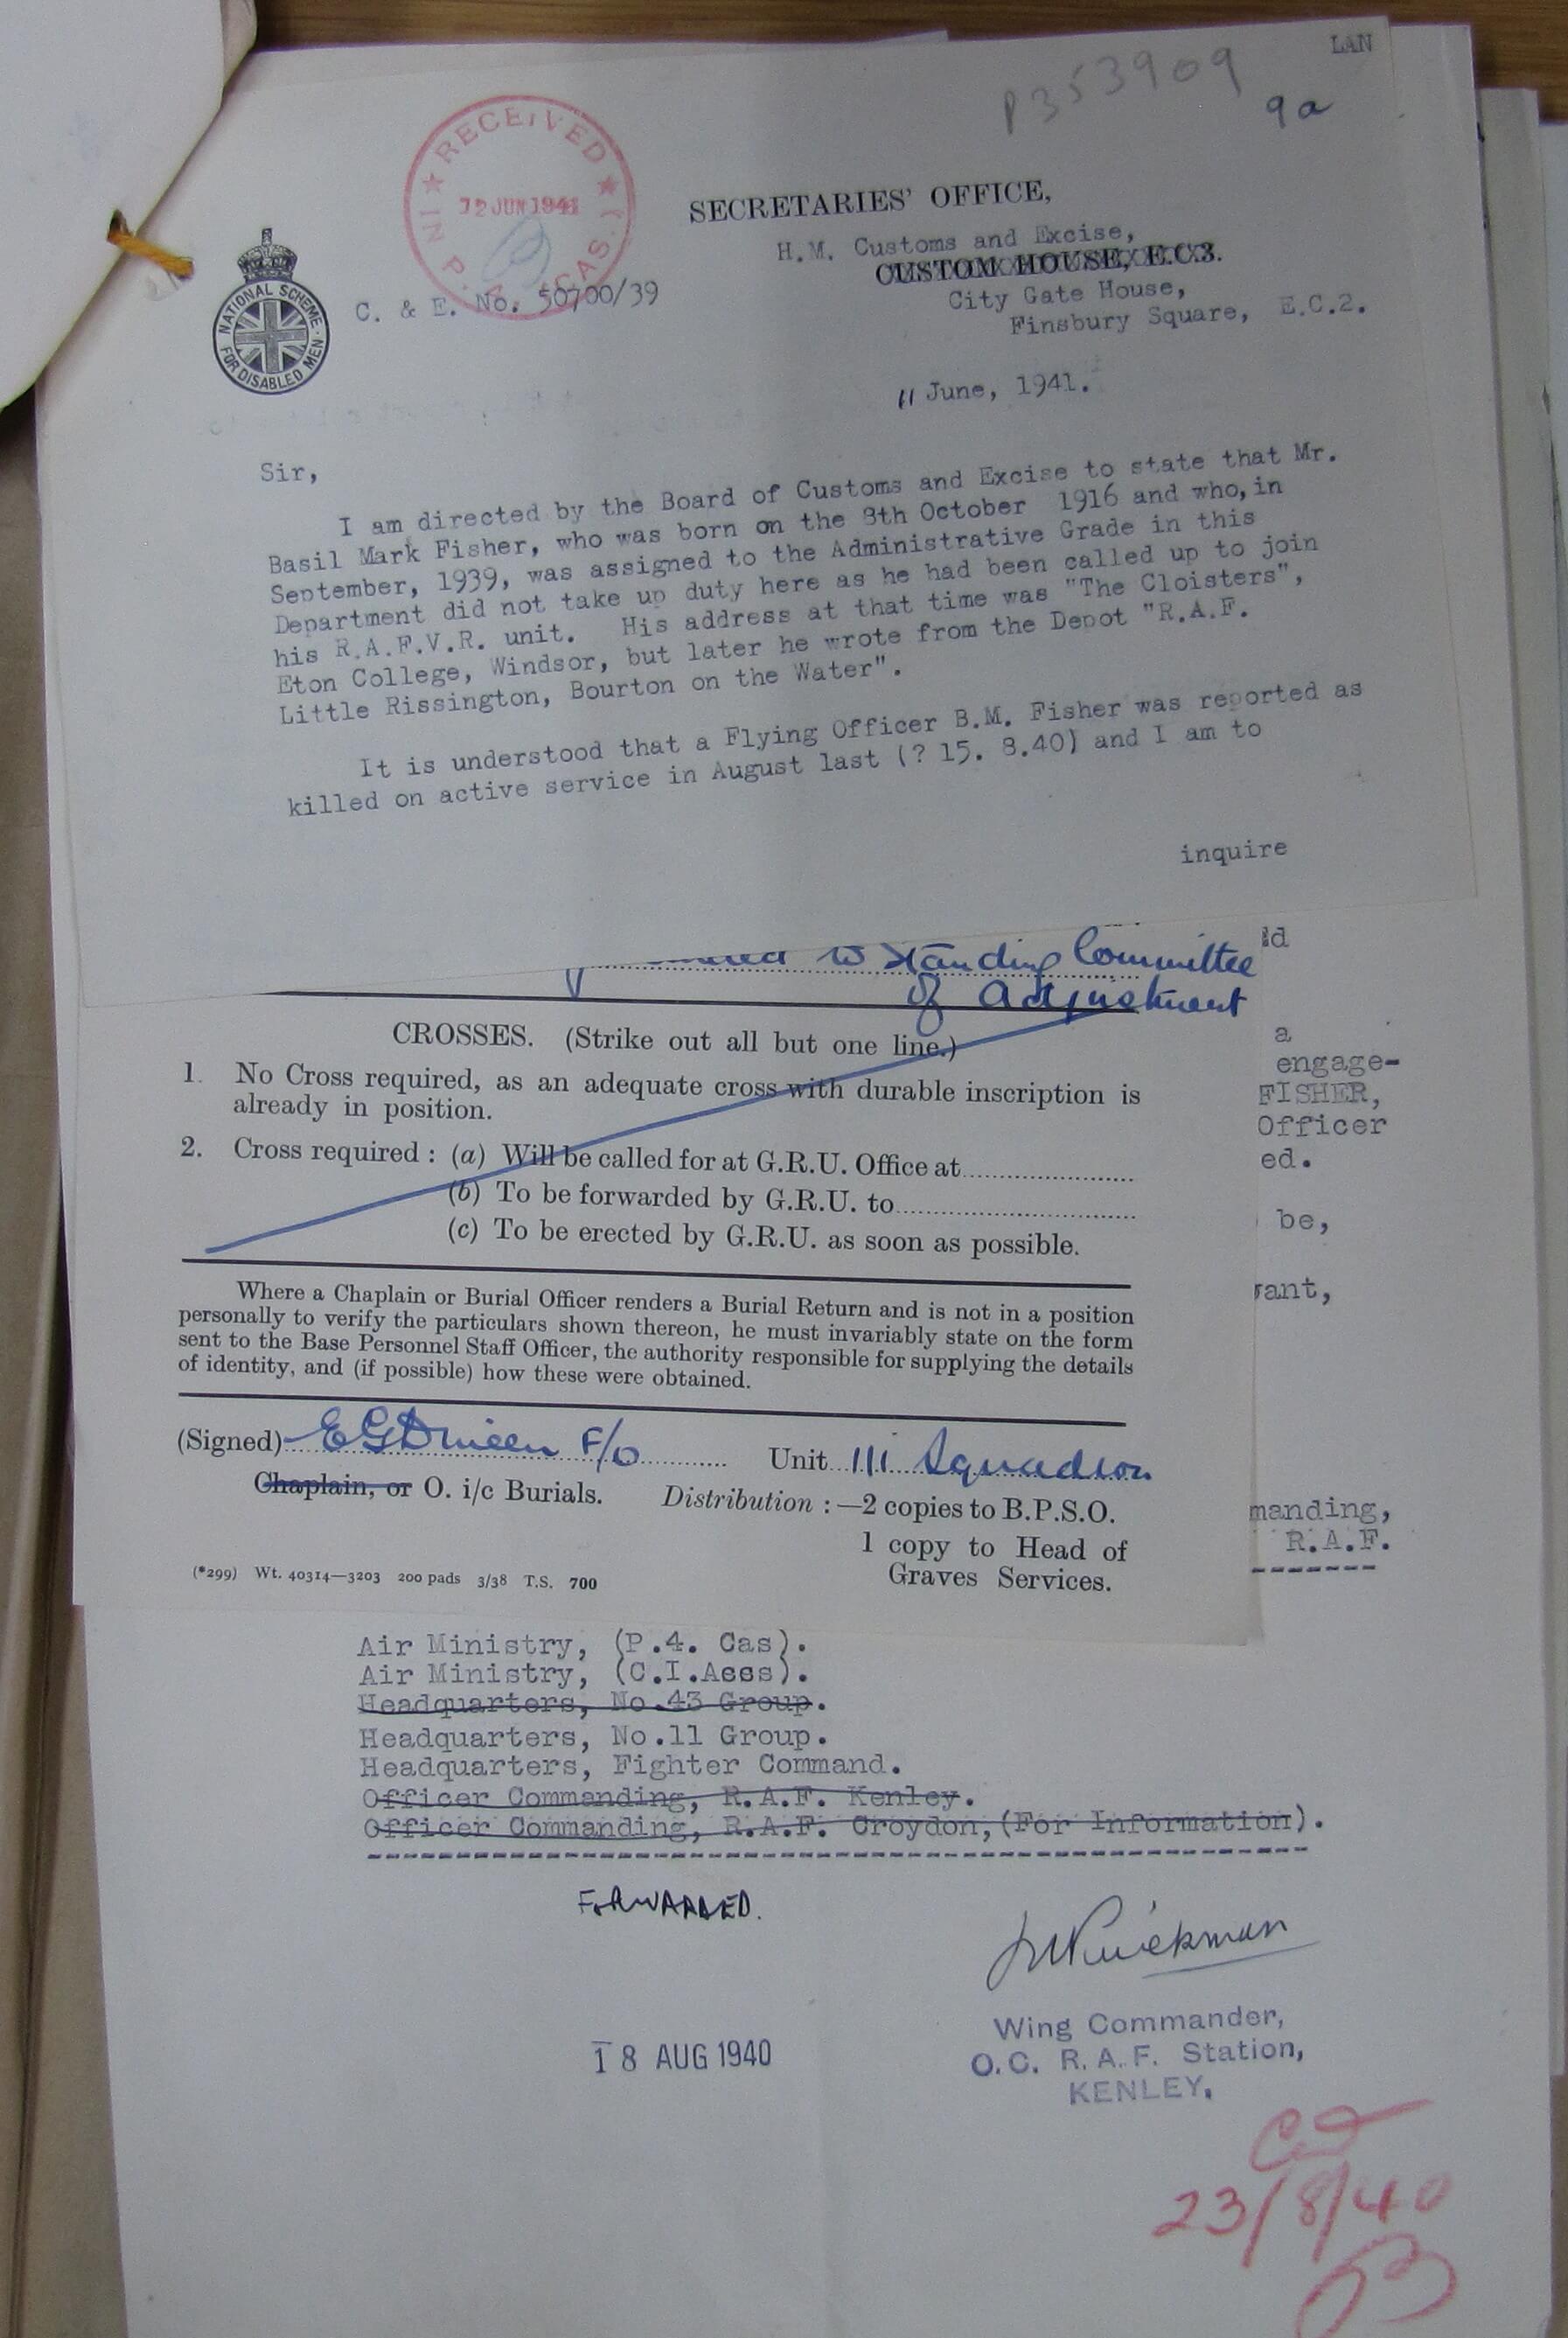 LAN
P353909
9a
RECEIVED
12 JUN 1941
IN P.4. CAS.
SECRETARIES' OFFICE,
H.M. Customs and Excise,
CUSTOM HOUSE, E.C.3.
City Gate House,
Finsbury Square, E.C.2.
NATIONAL SCHEME FOR DISABLED MEN
C. & E. No. 50700/39
11 June, 1941.
Sir,
I am directed by the Board of Customs and Excise to state that Mr.
Basil Mark Fisher, who was born on the 8th October 1916 and who, in
September, 1939, was assigned to the Administrative Grade in this
Department did not take up duty here as he had been called up to join
his R.A.F.V.R. unit. His address at that time was "The Cloisters",
Eton College, Windsor, but later he wrote from the Depot "R.A.F.
Little Rissington, Bourton on the Water".
It is understood that a Flying Officer B.M. Fisher was reported as
killed on active service in August last (? 15. 8.40) and I am to
inquire
to Standing Committee
of Adjustment
CROSSES. (Strike out all but one line.)
1. No Cross required, as an adequate cross with durable inscription is
already in position.
2. Cross required : (a) Will be called for at G.R.U. Office at
(b) To be forwarded by G.R.U. to
(c) To be erected by G.R.U. as soon as possible.
a
engage-
FISHER,
Officer
ed.
be,
Where a Chaplain or Burial Officer renders a Burial Return and is not in a position
personally to verify the particulars shown thereon, he must invariably state on the form
sent to the Base Personnel Staff Officer, the authority responsible for supplying the details
of identity, and (if possible) how these were obtained.
(Signed) F/O Unit 111 Squadron
Chaplain, or O. i/c Burials. Distribution :—2 copies to B.P.S.O.
1 copy to Head of
Graves Services.
(*299) Wt. 40314—3203 200 pads 3/38 T.S. 700
vant,
manding,
R.A.F.
Air Ministry, (P.4. Cas).
Air Ministry, (C.I.Accs).
Headquarters, No.43 Group.
Headquarters, No.11 Group.
Headquarters, Fighter Command.
Officer Commanding, R.A.F. Kenley.
Officer Commanding, R.A.F. Croydon,(For Information).
FORWARDED.
18 AUG 1940
Wing Commander,
O.C. R.A.F. Station,
KENLEY.
23/8/40